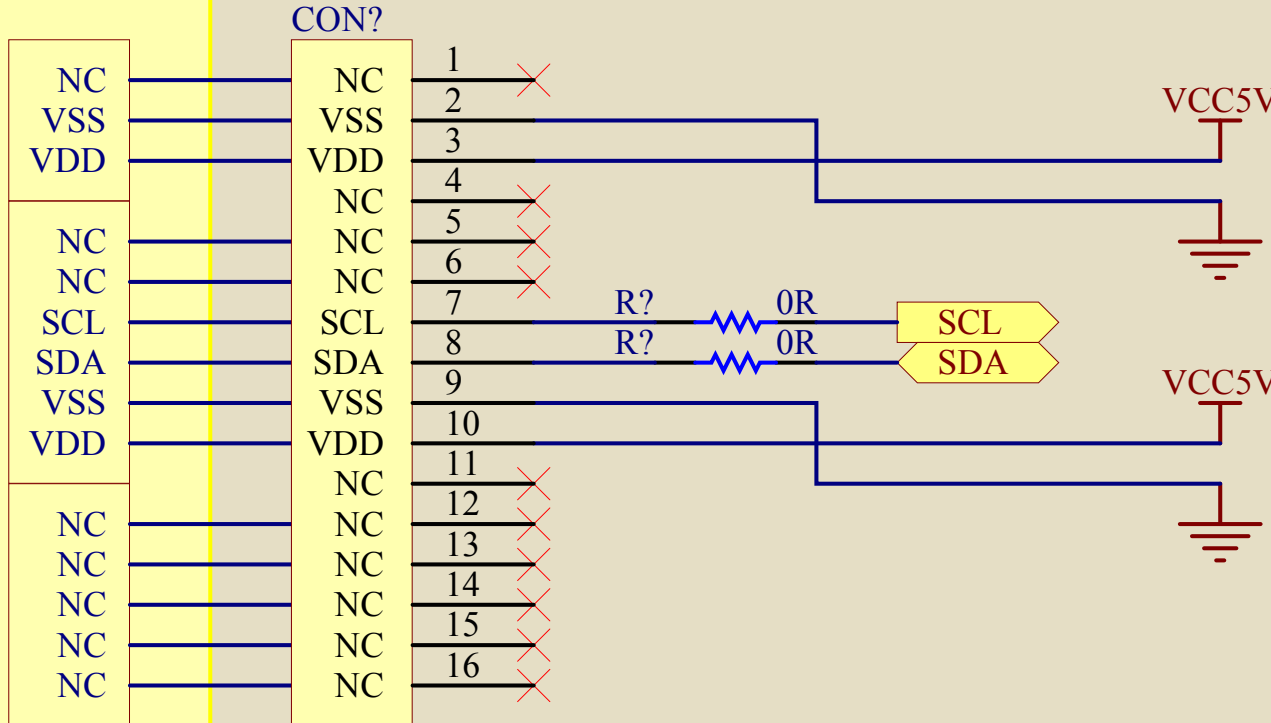 CON?
NC NC 1
VSS VSS 2 VCC5V
VDD VDD 3
NC 4
NC NC 5
NC NC 6
SCL SCL 7 R? 0R SCL
SDA SDA 8 R? 0R SDA
VSS VSS 9 VCC5V
VDD VDD 10
NC 11
NC NC 12
NC NC 13
NC NC 14
NC NC 15
NC NC 16